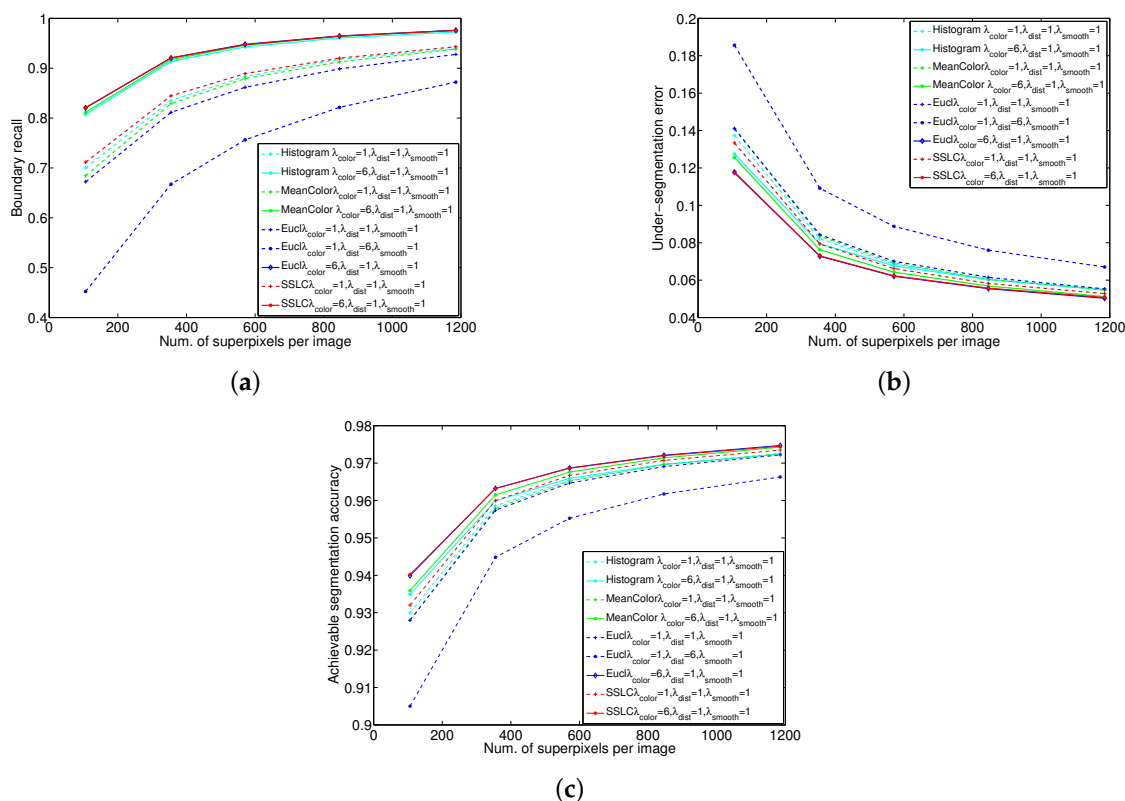 Boundary recall
1
0.9
0.8
0.7
0.6
0.5
0.4
0 200 400 600 800 1000 1200
Num. of superpixels per image
Histogram λcolor=1,λdist=1,λsmooth=1
Histogram λcolor=6,λdist=1,λsmooth=1
MeanColorλcolor=1,λdist=1,λsmooth=1
MeanColor λcolor=6,λdist=1,λsmooth=1
Euclλcolor=1,λdist=1,λsmooth=1
Euclλcolor=1,λdist=6,λsmooth=1
Euclλcolor=6,λdist=1,λsmooth=1
SSLCλcolor=1,λdist=1,λsmooth=1
SSLCλcolor=6,λdist=1,λsmooth=1
(a)
Under−segmentation error
0.2
0.18
0.16
0.14
0.12
0.1
0.08
0.06
0.04
0 200 400 600 800 1000 1200
Num. of superpixels per image
Histogram λcolor=1,λdist=1,λsmooth=1
Histogram λcolor=6,λdist=1,λsmooth=1
MeanColorλcolor=1,λdist=1,λsmooth=1
MeanColor λcolor=6,λdist=1,λsmooth=1
Euclλcolor=1,λdist=1,λsmooth=1
Euclλcolor=1,λdist=6,λsmooth=1
Euclλcolor=6,λdist=1,λsmooth=1
SSLCλcolor=1,λdist=1,λsmooth=1
SSLCλcolor=6,λdist=1,λsmooth=1
(b)
Achievable segmentation accuracy
0.98
0.97
0.96
0.95
0.94
0.93
0.92
0.91
0.9
0 200 400 600 800 1000 1200
Num. of superpixels per image
Histogram λcolor=1,λdist=1,λsmooth=1
Histogram λcolor=6,λdist=1,λsmooth=1
MeanColorλcolor=1,λdist=1,λsmooth=1
MeanColor λcolor=6,λdist=1,λsmooth=1
Euclλcolor=1,λdist=1,λsmooth=1
Euclλcolor=1,λdist=6,λsmooth=1
Euclλcolor=6,λdist=1,λsmooth=1
SSLCλcolor=1,λdist=1,λsmooth=1
SSLCλcolor=6,λdist=1,λsmooth=1
(c)